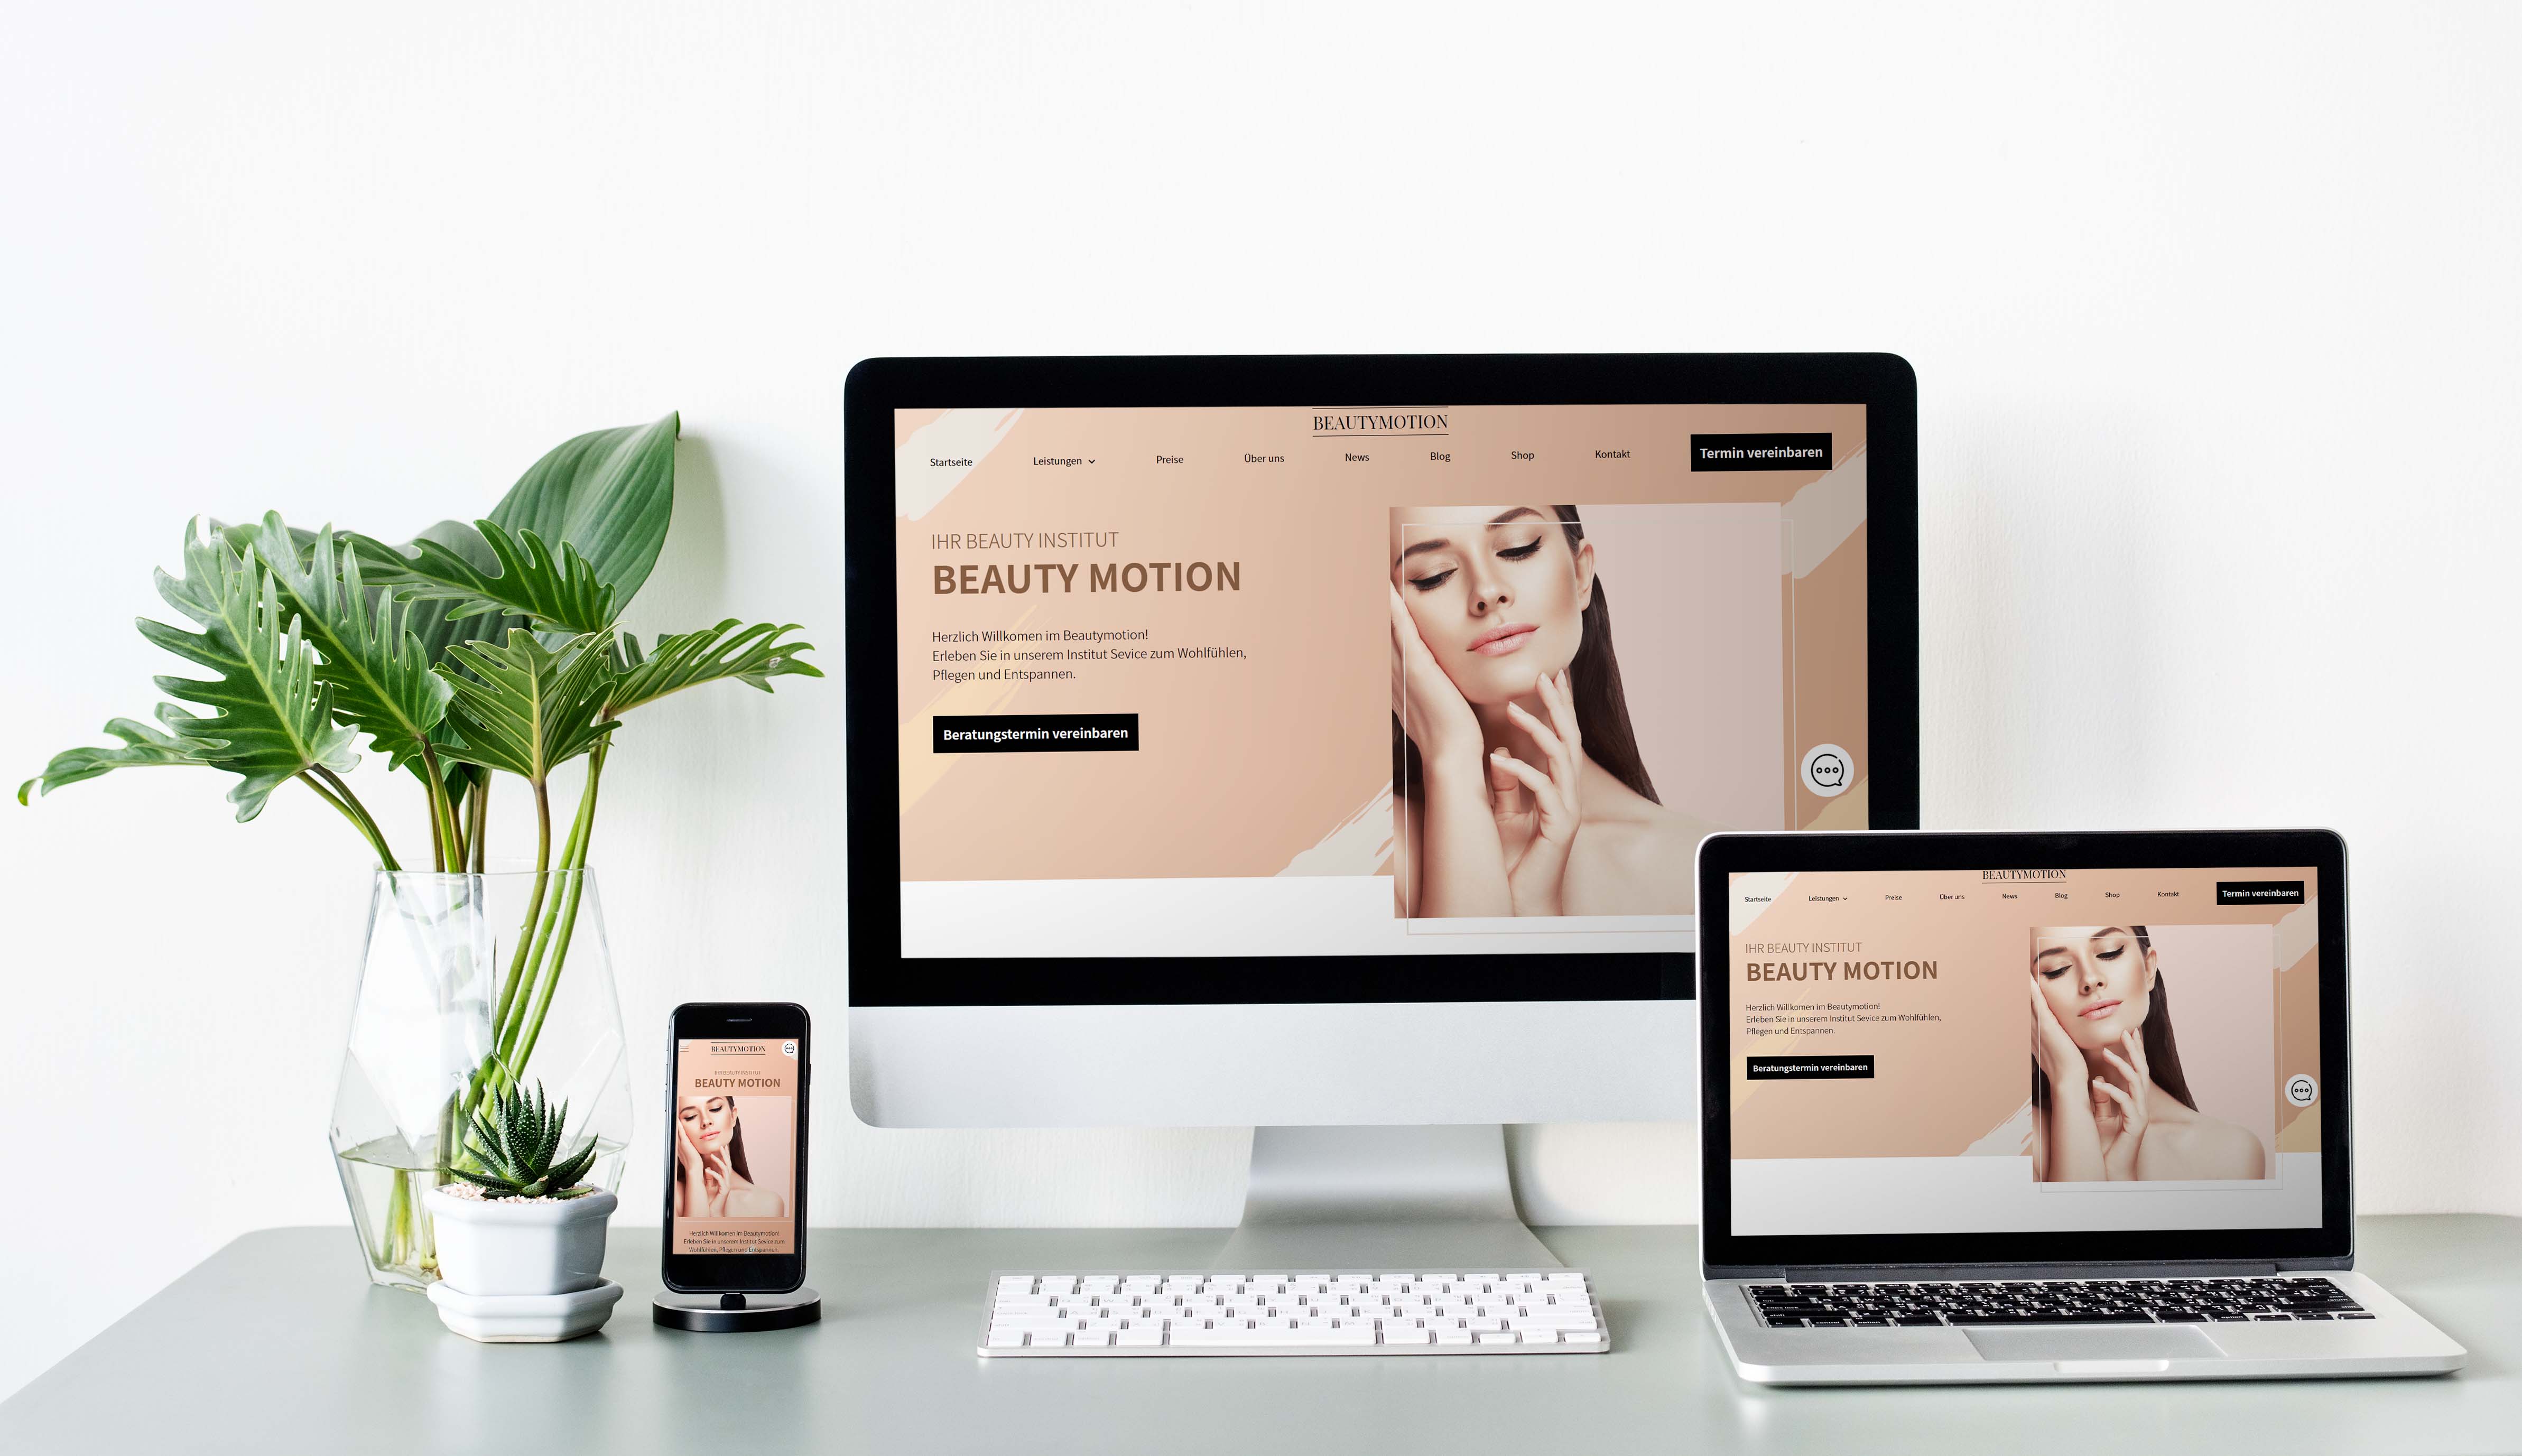 BEAUTYMOTION
Startseite Leistungen Preise Über uns News Blog Shop Kontakt Termin vereinbaren
IHR BEAUTY INSTITUT
BEAUTY MOTION
Herzlich Willkomen im Beautymotion!
Erleben Sie in unserem Institut Sevice zum Wohlfühlen,
Pflegen und Entspannen.
Beratungstermin vereinbaren
BEAUTYMOTION
IHR BEAUTY INSTITUT
BEAUTY MOTION
Herzlich Willkomen im Beautymotion!
Erleben Sie in unserem Institut Sevice zum
Wohlfühlen, Pflegen und Entspannen.
BEAUTYMOTION
Startseite Leistungen Preise Über uns News Blog Shop Kontakt Termin vereinbaren
IHR BEAUTY INSTITUT
BEAUTY MOTION
Herzlich Willkomen im Beautymotion!
Erleben Sie in unserem Institut Sevice zum Wohlfühlen,
Pflegen und Entspannen.
Beratungstermin vereinbaren